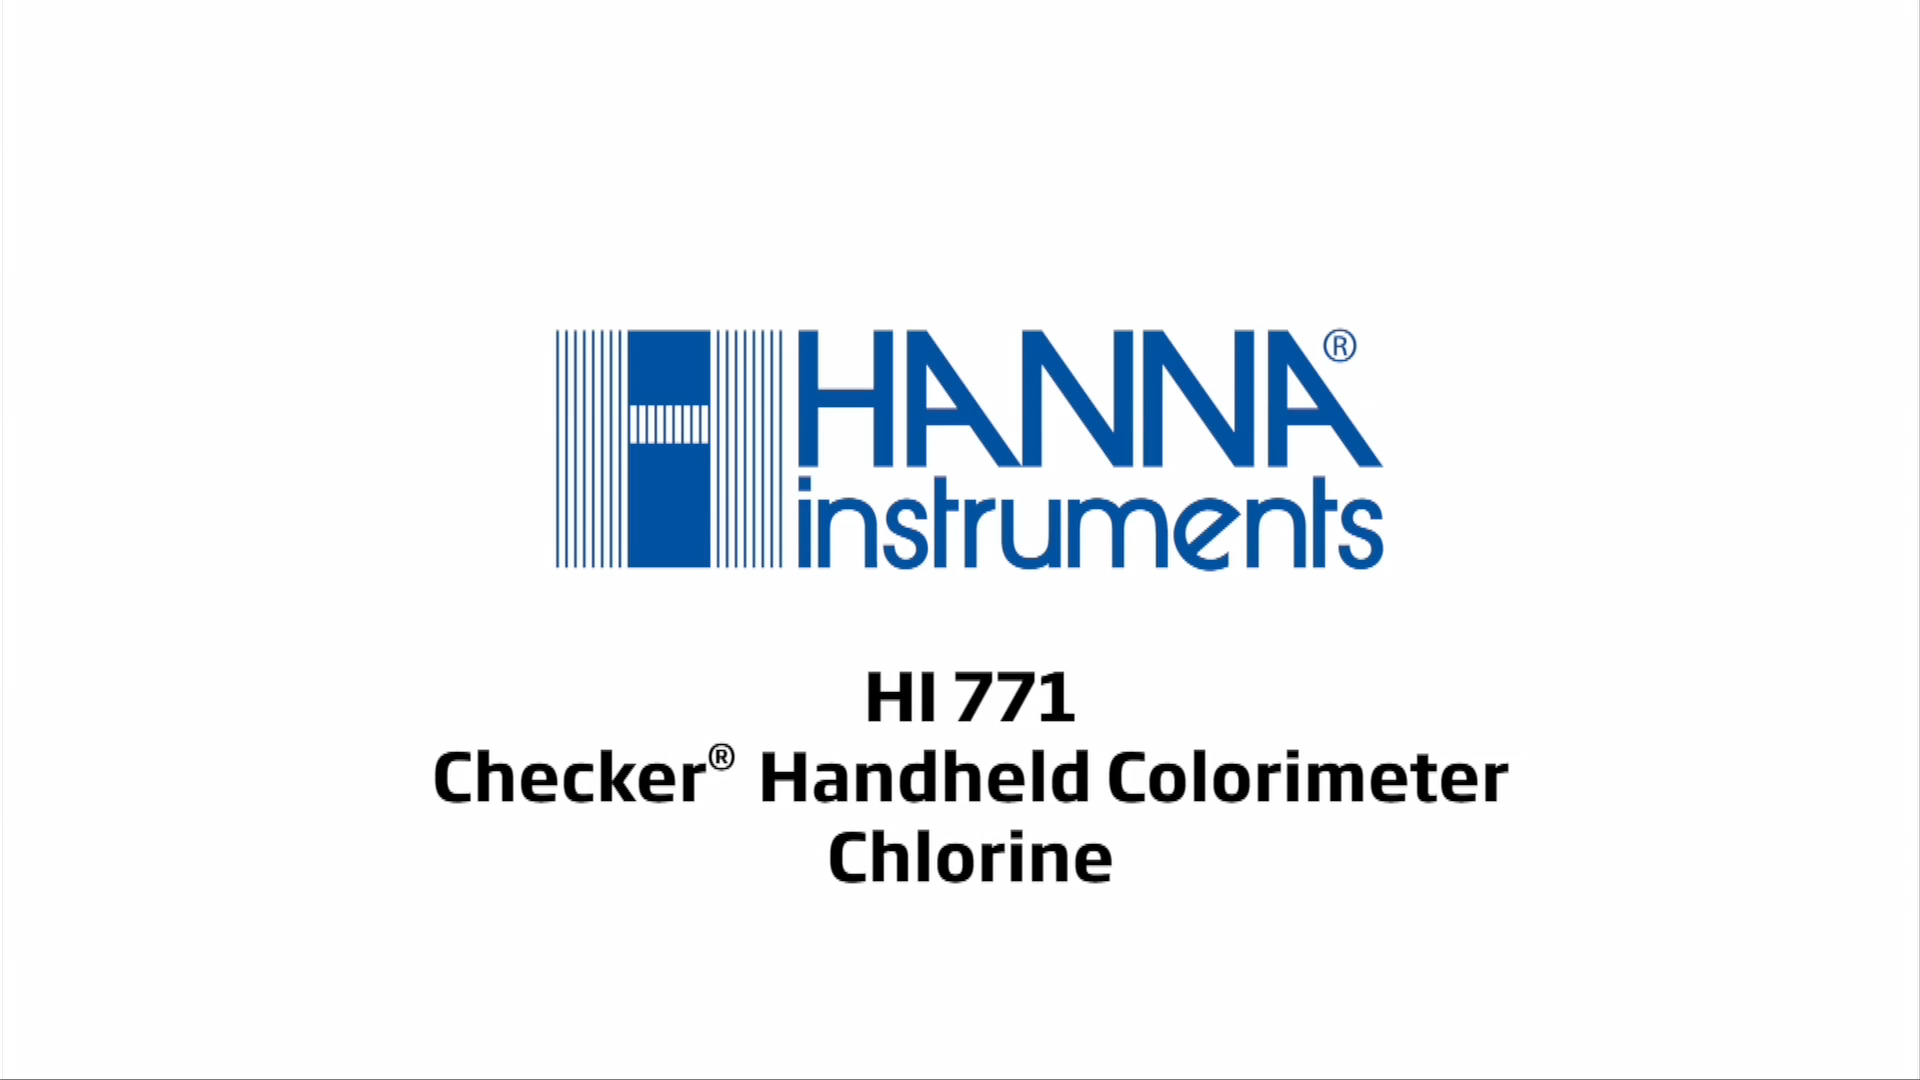 HANNA®
instruments
HI 771
Checker® Handheld Colorimeter
Chlorine